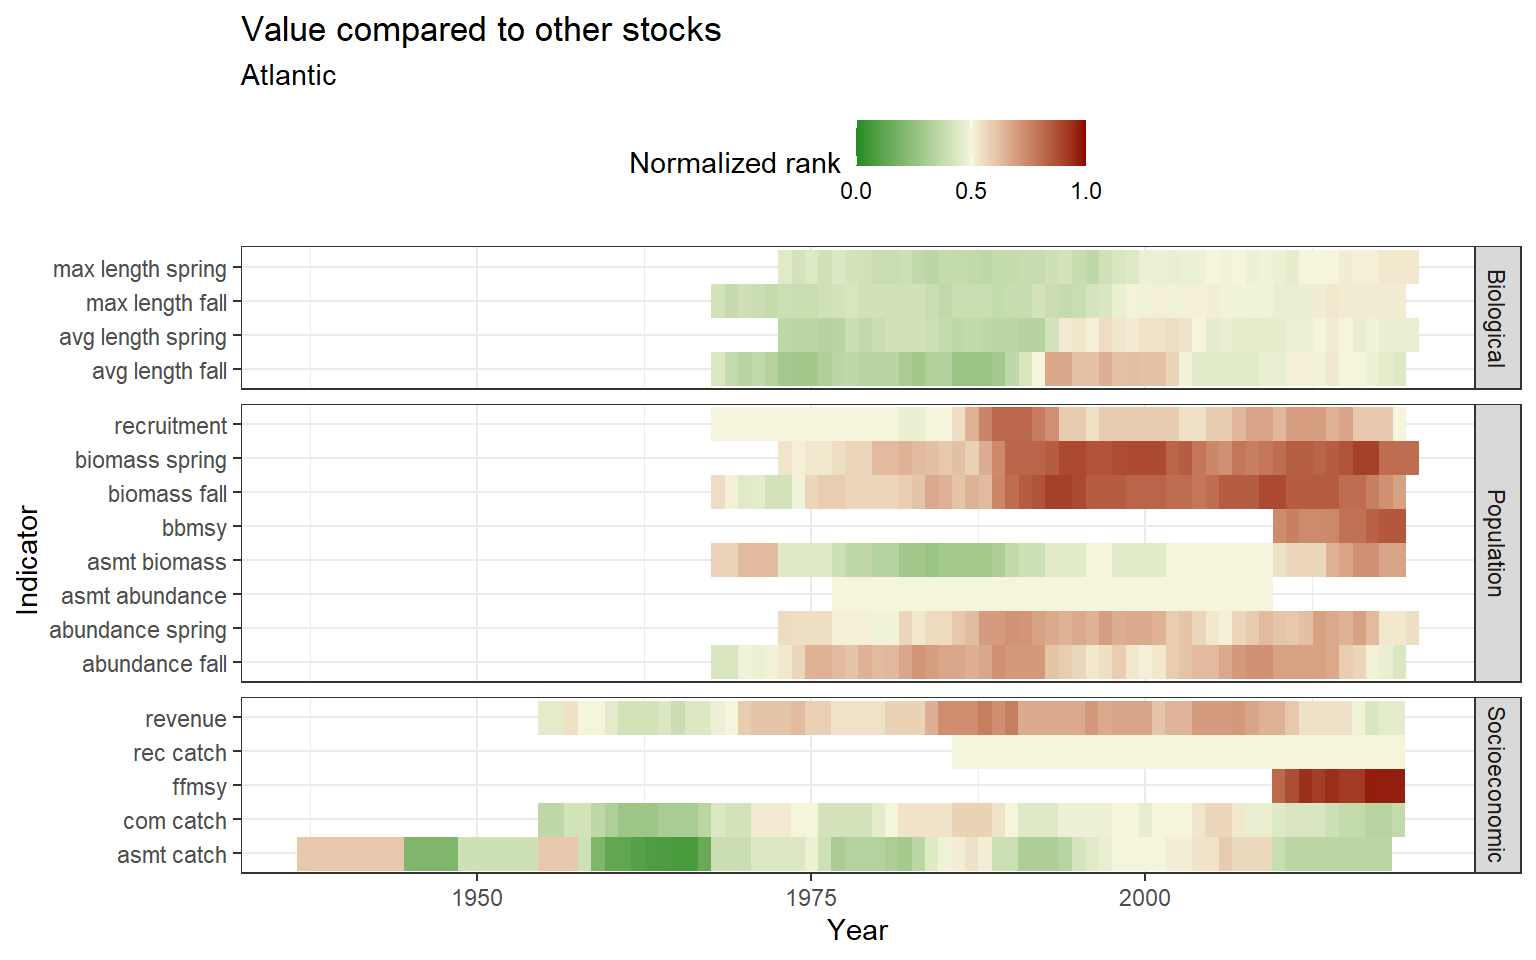 Value compared to other stocks
Atlantic
Normalized rank
0.0 0.5 1.0
Indicator
max length spring
max length fall
avg length spring
avg length fall
Biological
recruitment
biomass spring
biomass fall
bbmsy
asmt biomass
asmt abundance
abundance spring
abundance fall
Population
revenue
rec catch
ffmsy
com catch
asmt catch
Socioeconomic
1950 1975 2000
Year